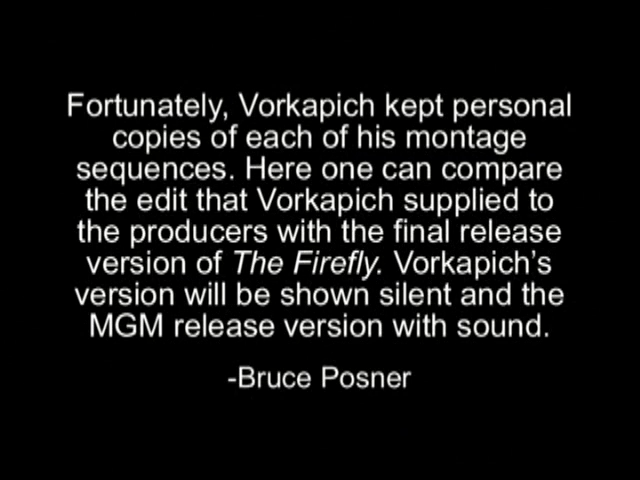 Fortunately, Vorkapich kept personal
copies of each of his montage
sequences. Here one can compare
the edit that Vorkapich supplied to
the producers with the final release
version of The Firefly. Vorkapich's
version will be shown silent and the
MGM release version with sound.
-Bruce Posner